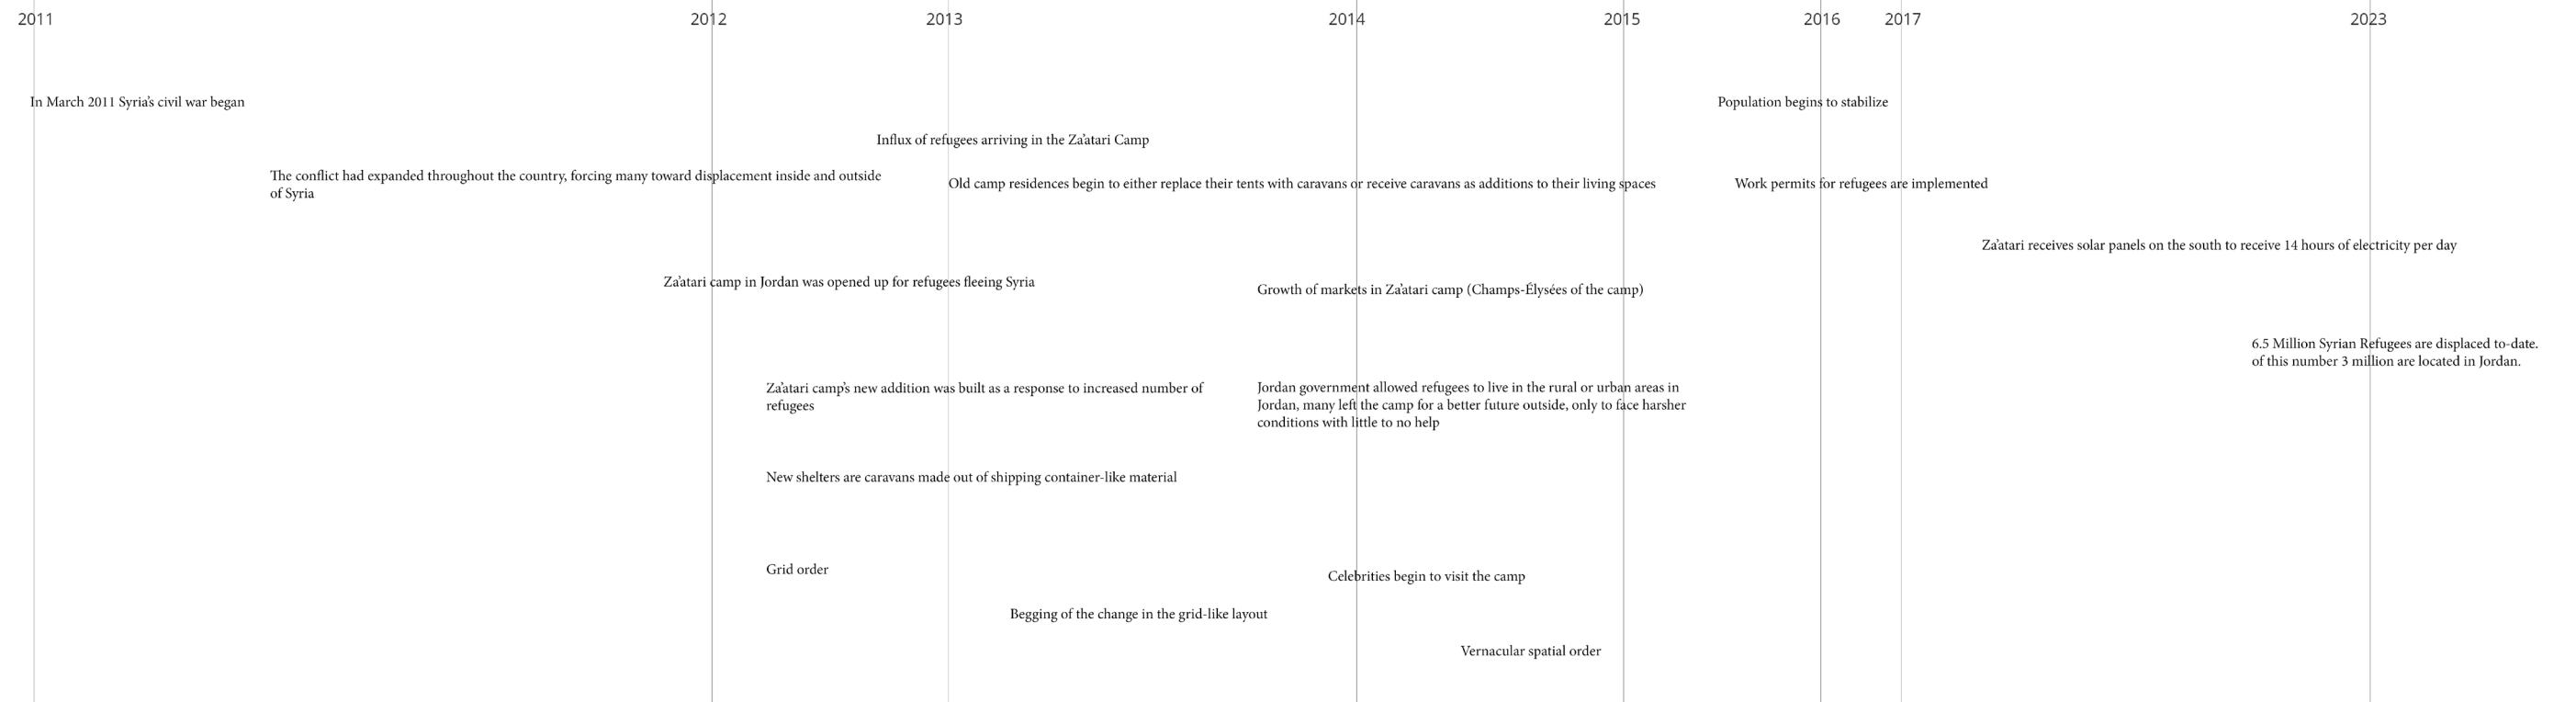 2011
2012
2013
2014
2015
2016
2017
2023
In March 2011 Syria's civil war began
Population begins to stabilize
Influx of refugees arriving in the Za'atari Camp
The conflict had expanded throughout the country, forcing many toward displacement inside and outside
of Syria
Old camp residences begin to either replace their tents with caravans or receive caravans as additions to their living spaces
Work permits for refugees are implemented
Za'atari receives solar panels on the south to receive 14 hours of electricity per day
Za'atari camp in Jordan was opened up for refugees fleeing Syria
Growth of markets in Za'atari camp (Champs-Élysées of the camp)
6.5 Million Syrian Refugees are displaced to-date.
of this number 3 million are located in Jordan.
Za'atari camp's new addition was built as a response to increased number of
refugees
Jordan government allowed refugees to live in the rural or urban areas in
Jordan, many left the camp for a better future outside, only to face harsher
conditions with little to no help
New shelters are caravans made out of shipping container-like material
Grid order
Celebrities begin to visit the camp
Begging of the change in the grid-like layout
Vernacular spatial order